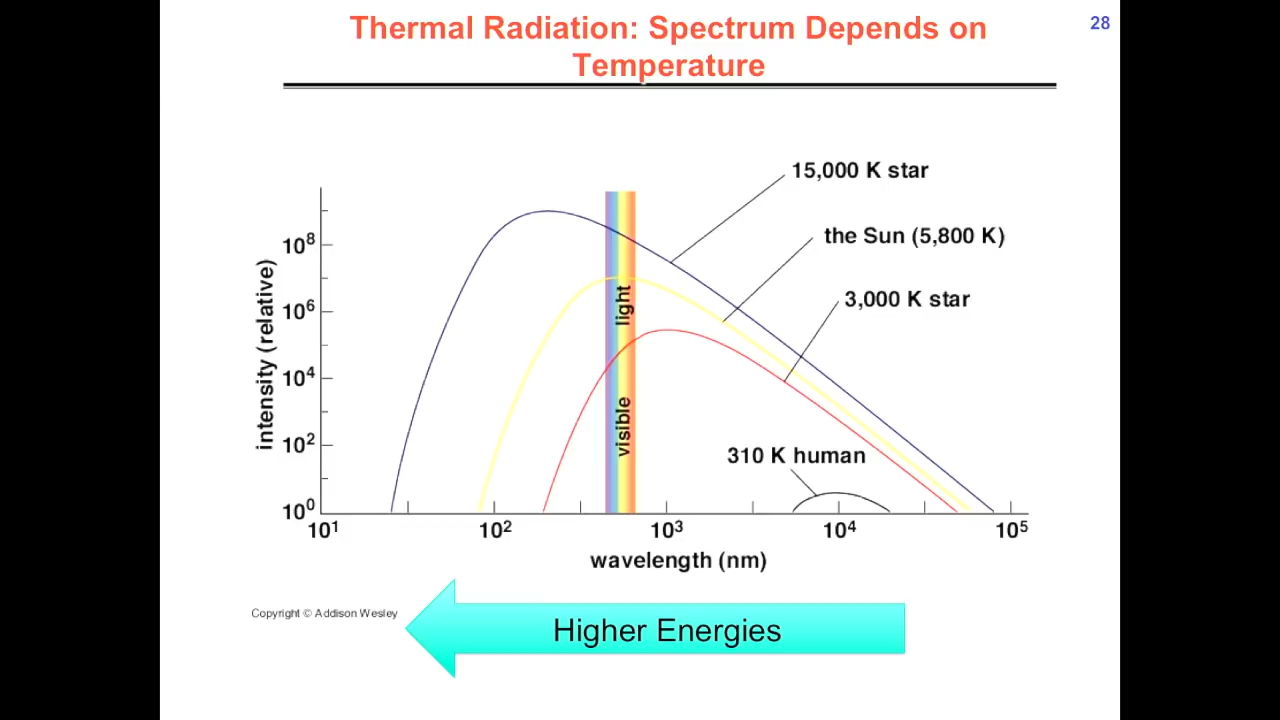 Thermal Radiation: Spectrum Depends on
Temperature
28
15,000 K star
the Sun (5,800 K)
3,000 K star
310 K human
intensity (relative)
10⁸
10⁶
10⁴
10²
10⁰
visible light
10¹ 10² 10³ 10⁴ 10⁵
wavelength (nm)
Copyright © Addison Wesley
Higher Energies